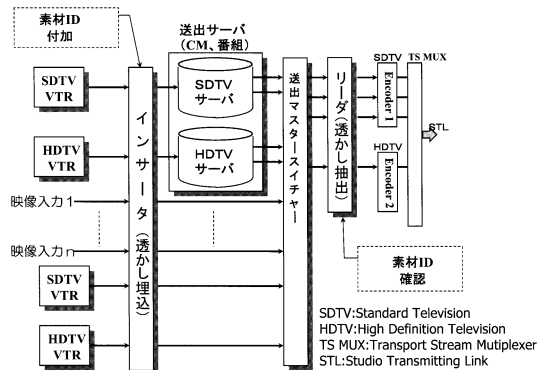 素材ID
付加
送出サーバ
(CM、番組)
SDTV
VTR
HDTV
VTR
映像入力1
映像入力n
SDTV
VTR
HDTV
VTR
インサータ(透かし埋込)
SDTV
サーバ
HDTV
サーバ
送出マスタースイチャー
リーダ(透かし抽出)
SDTV
Encoder 1
HDTV
Encoder 2
TS MUX
STL
素材ID
確認
SDTV:Standard Television
HDTV:High Definition Television
TS MUX:Transport Stream Mutiplexer
STL:Studio Transmitting Link